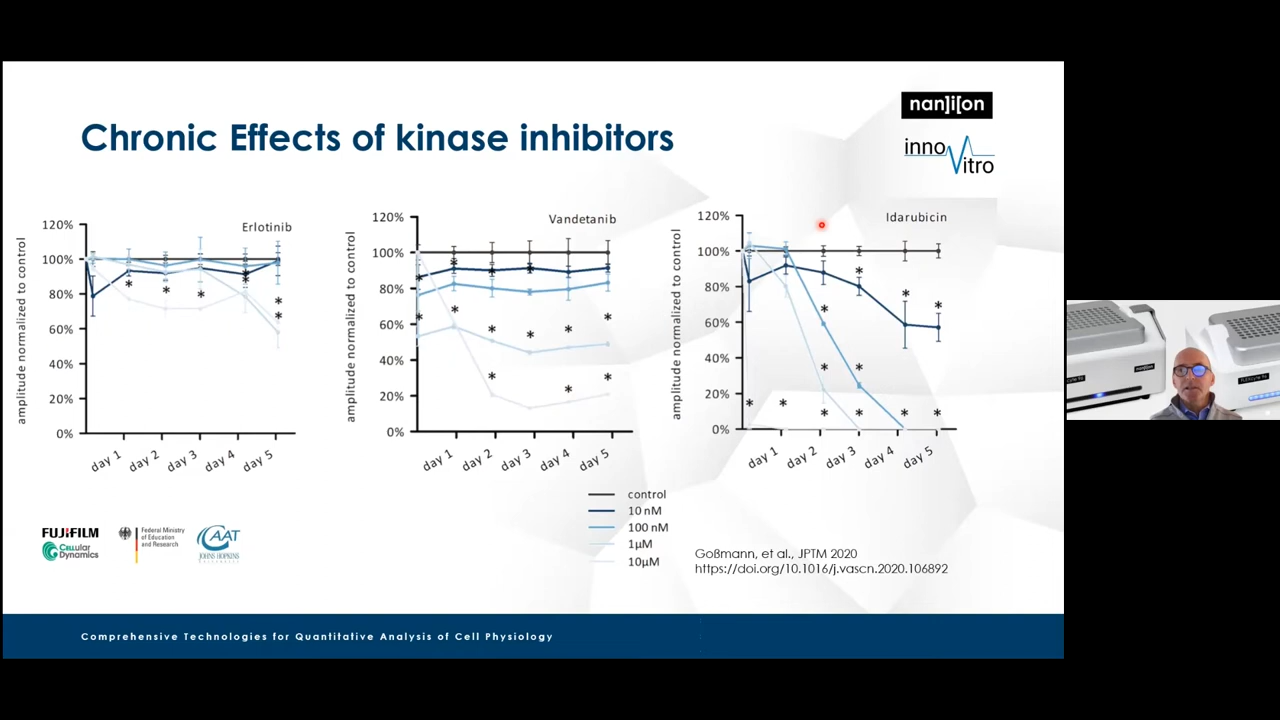 nan]i[on
Chronic Effects of kinase inhibitors
inno
Vitro
Erlotinib
amplitude normalized to control
120%
100%
80%
60%
40%
20%
0%
day 1
day 2
day 3
day 4
day 5
Vandetanib
amplitude normalized to control
120%
100%
80%
60%
40%
20%
0%
day 1
day 2
day 3
day 4
day 5
Idarubicin
amplitude normalized to control
120%
100%
80%
60%
40%
20%
0%
day 1
day 2
day 3
day 4
day 5
control
10 nM
100 nM
1μM
10μM
FUJIFILM
Cellular
Dynamics
Federal Ministry
of Education
and Research
CAAT
JOHNS HOPKINS
Goßmann, et al., JPTM 2020
https://doi.org/10.1016/j.vascn.2020.106892
Comprehensive Technologies for Quantitative Analysis of Cell Physiology
nan]i[on